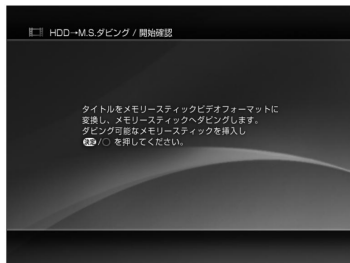 HDD→M.S.ダビング / 開始確認
タイトルをメモリースティックビデオフォーマットに
変換し、メモリースティックへダビングします。
ダビング可能なメモリースティックを挿入し
決定/○ を押してください。